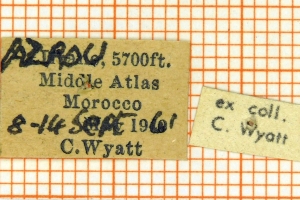 AZROU, 5700ft.
Middle Atlas
Morocco
8-14 SEPT 1961
C. Wyatt
ex coll.
C. Wyatt